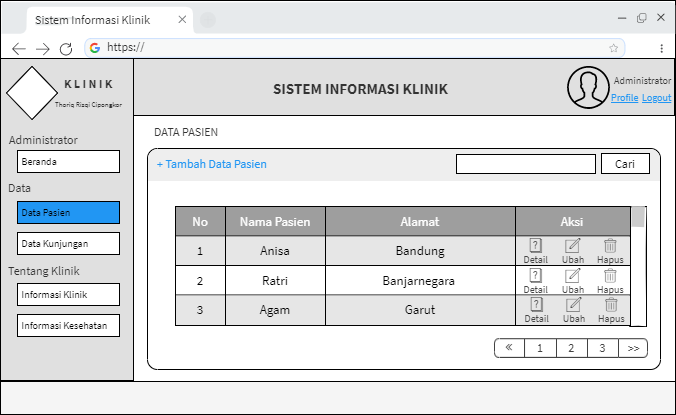 Sistem Informasi Klinik
https://
KLINIK
Thoriq Rizqi Cipongkor
SISTEM INFORMASI KLINIK
Administrator
Profile Logout
Administrator
Beranda
Data
Data Pasien
Data Kunjungan
Tentang Klinik
Informasi Klinik
Informasi Kesehatan
DATA PASIEN
+ Tambah Data Pasien
Cari
No Nama Pasien Alamat Aksi
1 Anisa Bandung Detail Ubah Hapus
2 Ratri Banjarnegara Detail Ubah Hapus
3 Agam Garut Detail Ubah Hapus
« 1 2 3 >>